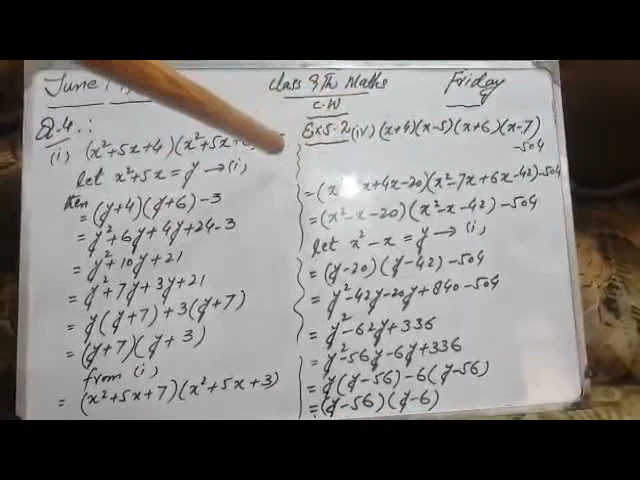 June
Class 9Th Maths
Friday
C.W
Q.4.:
(i) (x²+5x+4)(x²+5x+
let x²+5x = y →(i)
then
= (y+4)(y+6)-3
= y²+6y+4y+24-3
= y²+10y+21
= y²+7y+3y+21
= y(y+7)+3(y+7)
= (y+7)(y+3)
from (i)
= (x²+5x+7)(x²+5x+3)
Ex5.2 (iv) (x+4)(x-5)(x+6)(x-7)
-504
=(x² x+4x-20)(x²-7x+6x-42)-504
=(x²-x-20)(x²-x-42)-504
let x²-x = y →(i)
=(y-20)(y-42)-504
= y²-42y-20y+840-504
= y²-62y+336
= y²-56y-6y+336
= y(y-56)-6(y-56)
=(y-56)(y-6)